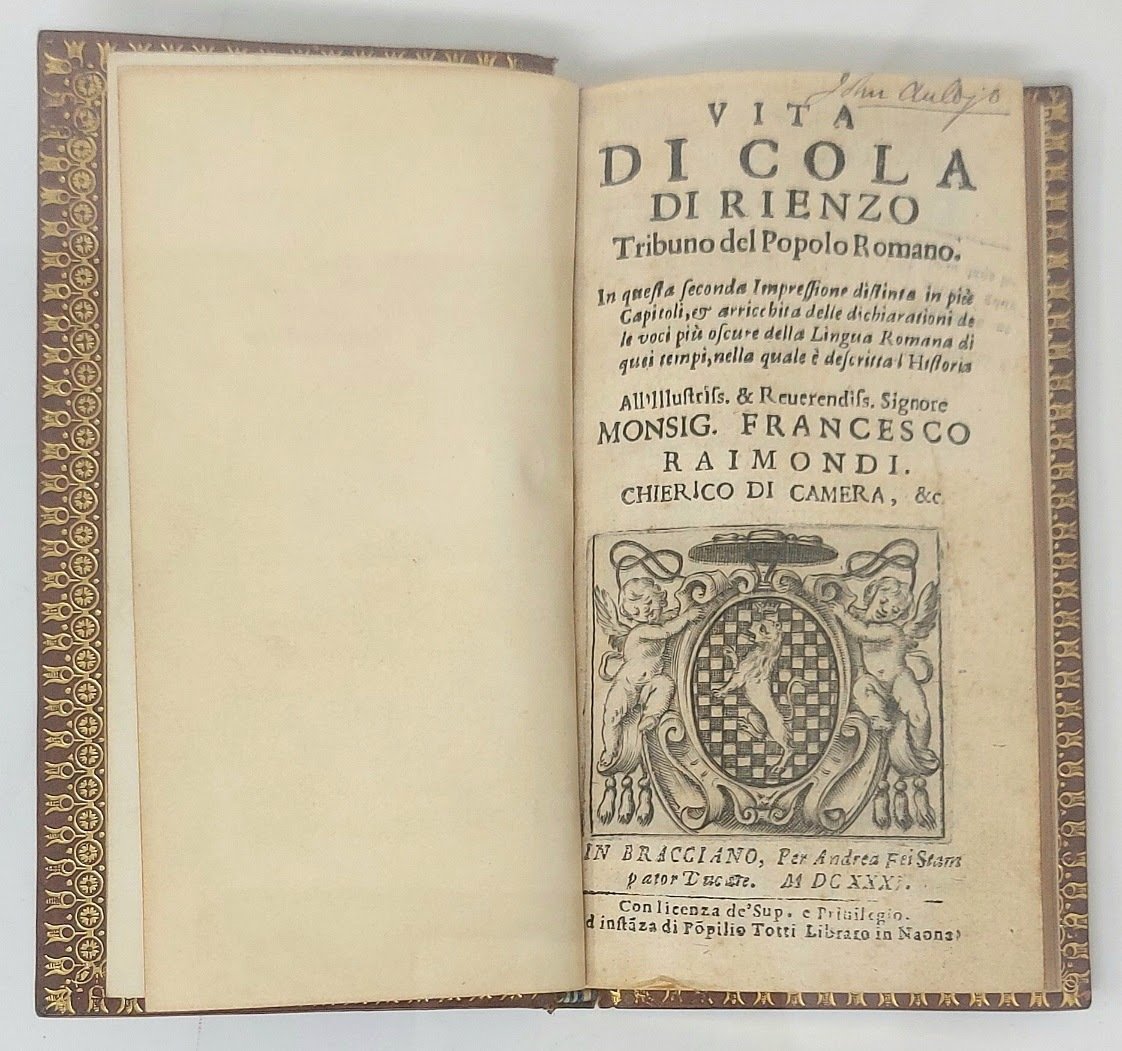 John Auldjo
VITA
DI COLA
DI RIENZO
Tribuno del Popolo Romano.
In queſta ſeconda Impreſſione diſtinta in più
Capitoli, & arricchita delle dichiarationi de
le voci più oſcure della Lingua Romana di
quei tempi, nella quale è deſcritta l'Hiſtoria
All'Illuſtriſs. & Reuerendiſs. Signore
MONSIG. FRANCESCO
RAIMONDI.
CHIERICO DI CAMERA, &c
IN BRACCIANO, Per Andrea Fei Stam
pator Ducale. M DC XXXI.
Con licenza de' Sup. e Priuilegio.
d inſtāza di Pōpilio Totti Libraro in Naona